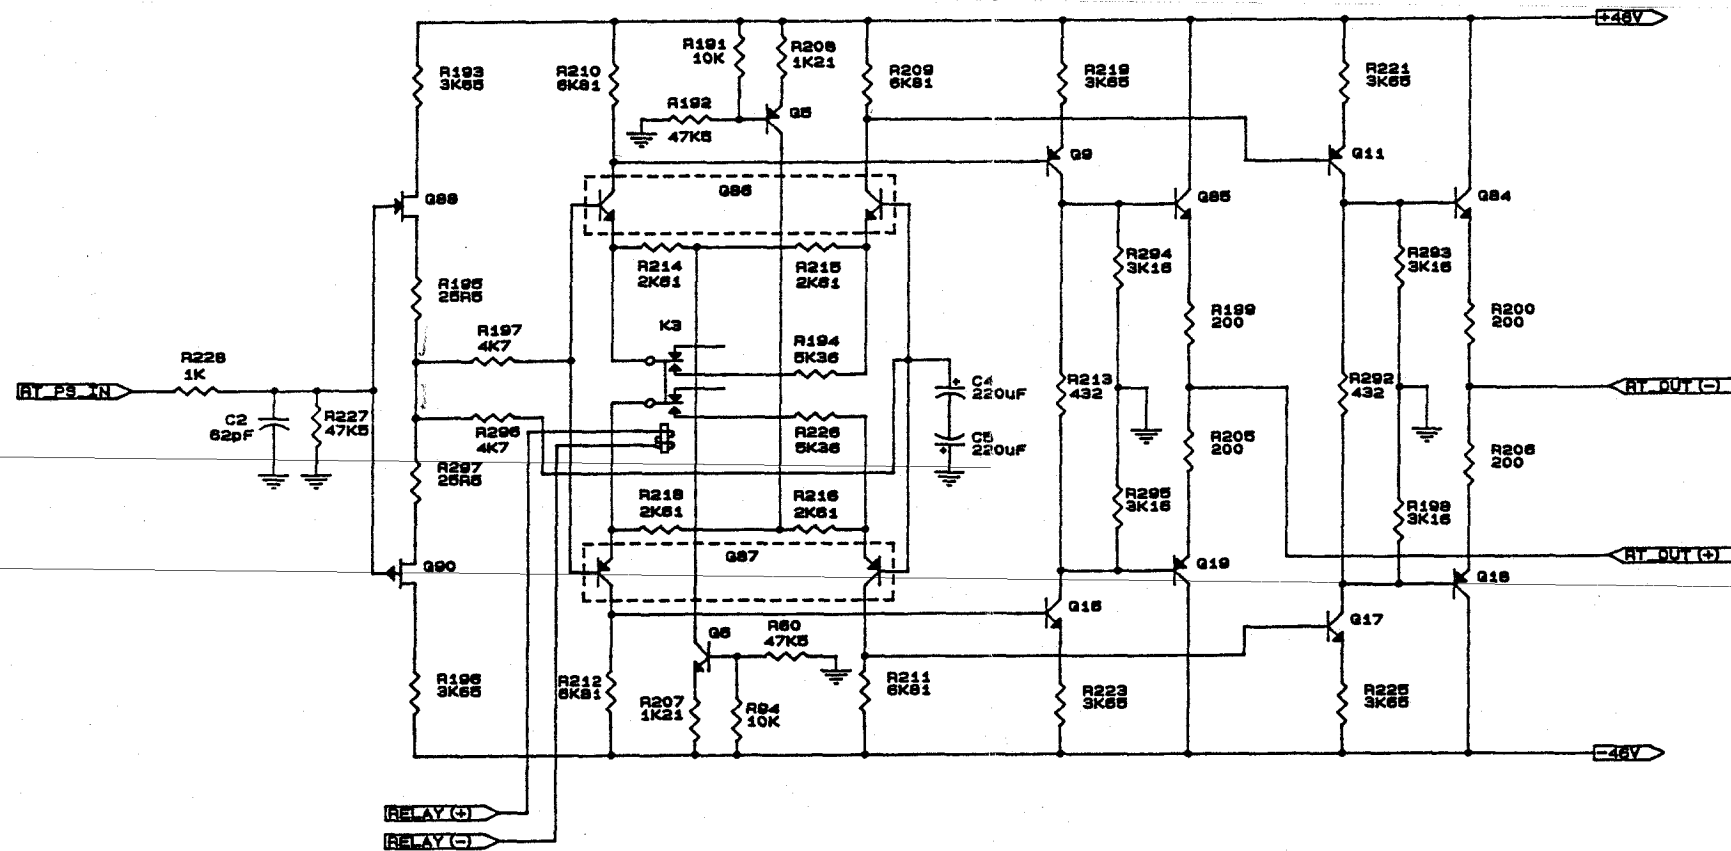 +46V
R191
10K
R208
1K21
R193
3K65
R210
6K81
R209
6K81
R219
3K65
R221
3K65
R192
47K5
Q5
Q9
Q11
Q88
Q86
Q85
Q84
R214
2K61
R215
2K61
R294
3K16
R293
3K16
R195
25R5
R197
4K7
K3
R194
5K36
R199
200
R200
200
R228
1K
RT_PS_IN
C4
220uF
R213
432
R292
432
RT_OUT(-)
C2
62pF
R227
47K5
R296
4K7
R226
5K36
C5
220uF
R205
200
R206
200
R297
25R5
R218
2K61
R216
2K61
R295
3K16
R198
3K16
Q90
Q87
Q19
RT_OUT(+)
Q18
Q16
Q17
Q6
R60
47K5
R196
3K65
R212
6K81
R207
1K21
R94
10K
R211
6K81
R223
3K65
R225
3K65
-46V
RELAY(+)
RELAY(-)